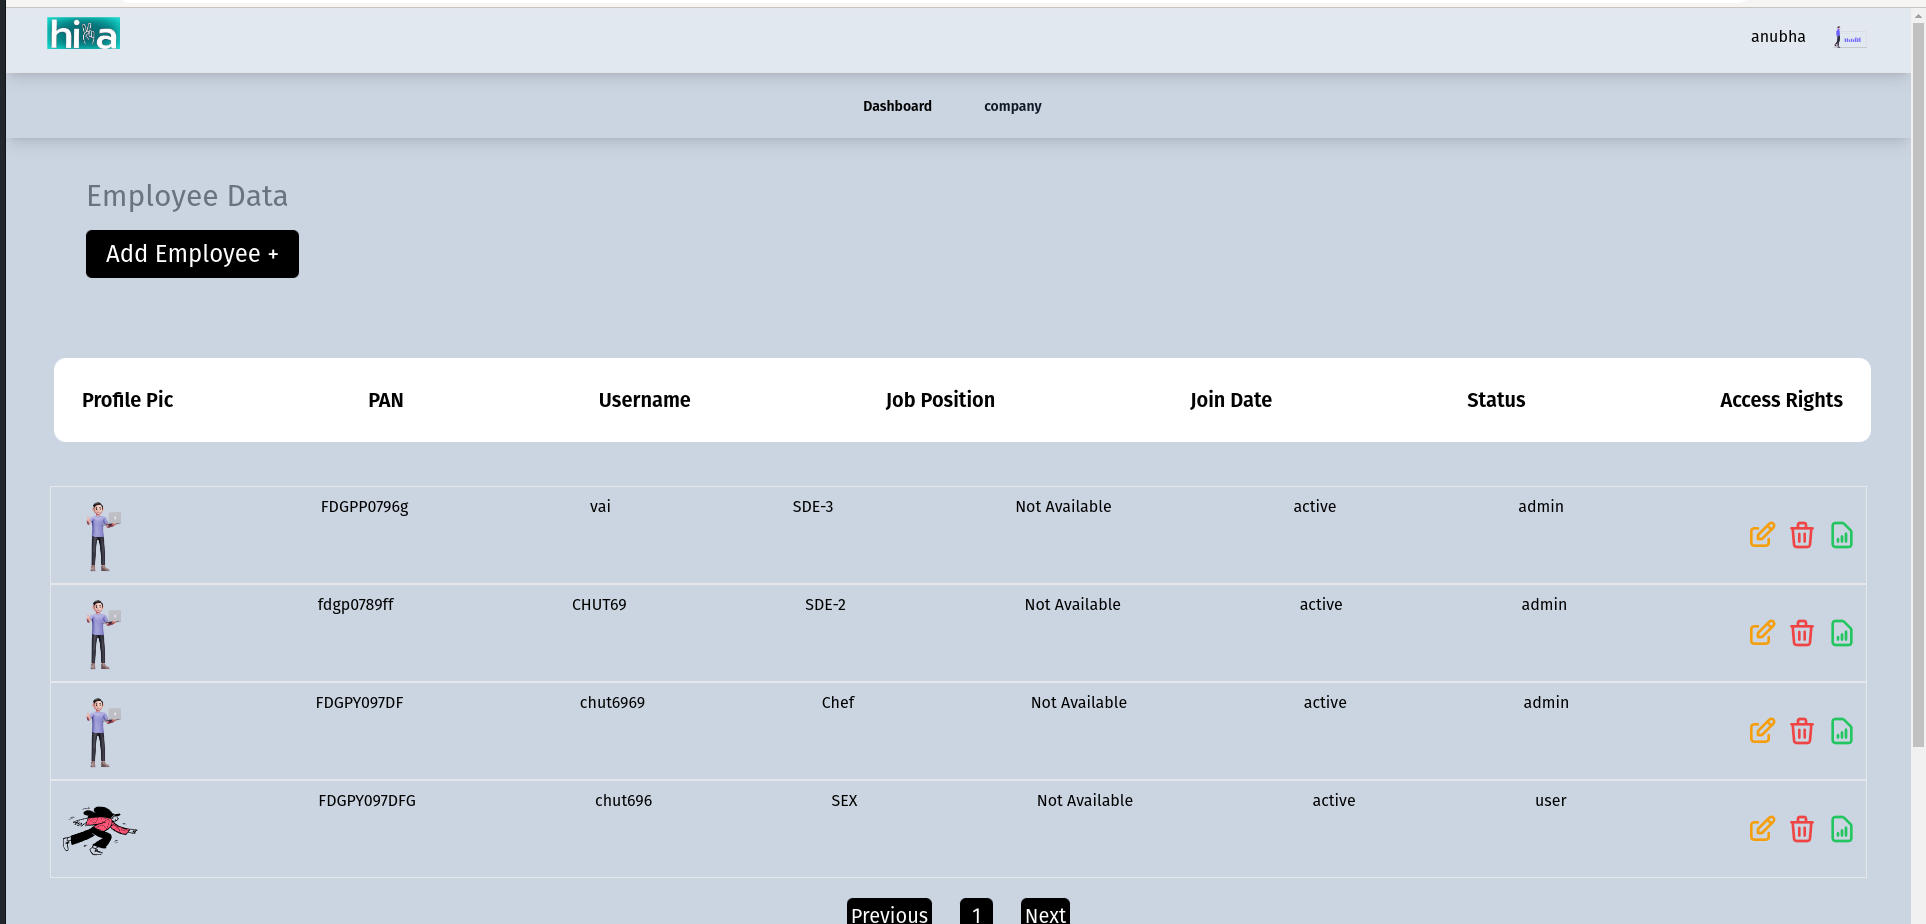 hi a
anubha
Dashboard company
Employee Data
Add Employee +
Profile Pic PAN Username Job Position Join Date Status Access Rights
FDGPP0796g vai SDE-3 Not Available active admin
fdgp0789ff CHUT69 SDE-2 Not Available active admin
FDGPY097DF chut6969 Chef Not Available active admin
FDGPY097DFG chut696 SEX Not Available active user
Previous 1 Next